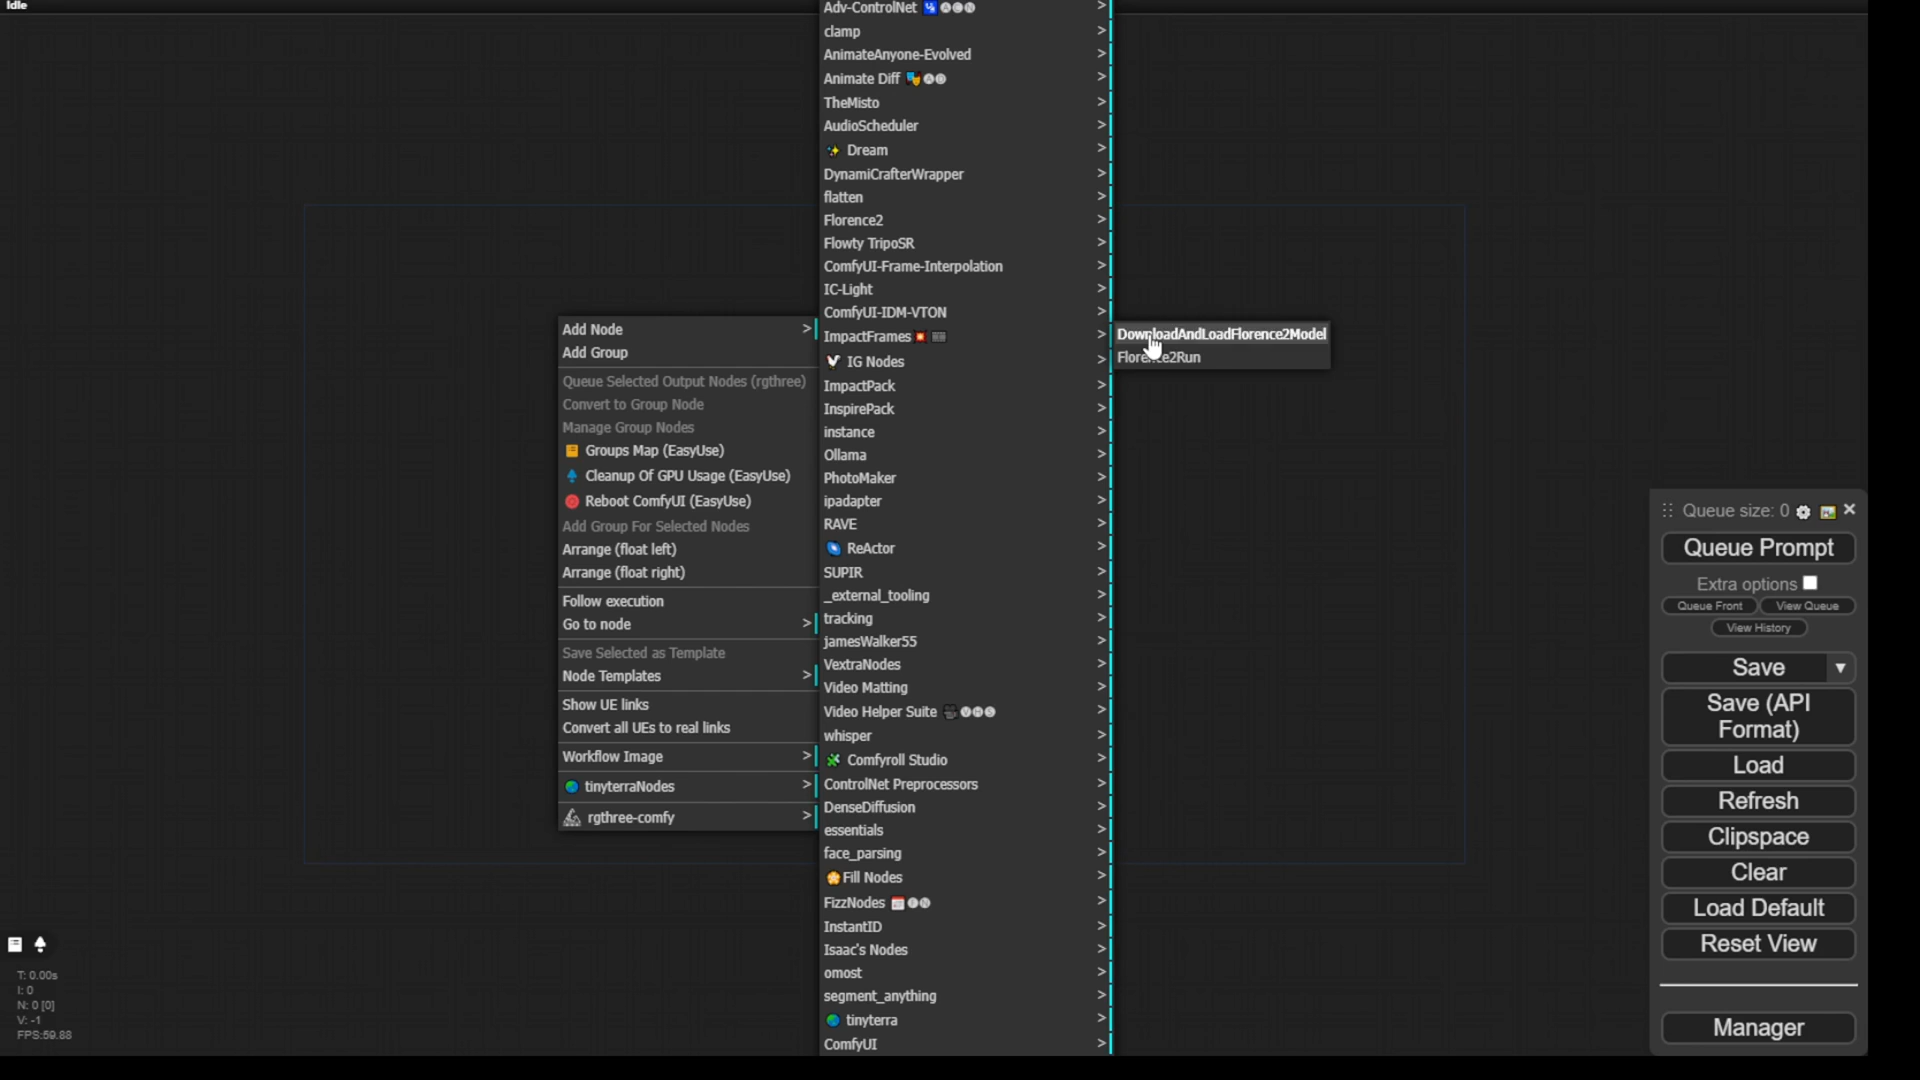 Idle
Adv-ControlNet 🛂🅐🅒🅝 >
clamp >
AnimateAnyone-Evolved >
Animate Diff 🎭🅐🅓 >
TheMisto >
AudioScheduler >
✨ Dream >
DynamiCrafterWrapper >
flatten >
Florence2 >
Flowty TripoSR >
ComfyUI-Frame-Interpolation >
IC-Light >
ComfyUI-IDM-VTON >
ImpactFrames💥🎞️ >
IG Nodes >
ImpactPack >
InspirePack >
instance >
Ollama >
PhotoMaker >
ipadapter >
RAVE >
🌌 ReActor >
SUPIR >
_external_tooling >
tracking >
jamesWalker55 >
VextraNodes >
Video Matting >
Video Helper Suite 🎥🅥🅗🅢 >
whisper >
🧩 Comfyroll Studio >
ControlNet Preprocessors >
DenseDiffusion >
essentials >
face_parsing >
🏵️Fill Nodes >
FizzNodes 📅🅕🅝 >
InstantID >
Isaac's Nodes >
omost >
segment_anything >
🌏 tinyterra >
ComfyUI >
DownloadAndLoadFlorence2Model
Florence2Run
Add Node >
Add Group
Queue Selected Output Nodes (rgthree)
Convert to Group Node
Manage Group Nodes
Groups Map (EasyUse)
Cleanup Of GPU Usage (EasyUse)
Reboot ComfyUI (EasyUse)
Add Group For Selected Nodes
Arrange (float left)
Arrange (float right)
Follow execution
Go to node >
Save Selected as Template
Node Templates >
Show UE links
Convert all UEs to real links
Workflow Image >
🌏 tinyterraNodes >
rgthree-comfy >
Queue size: 0
Queue Prompt
Extra options
Queue Front View Queue
View History
Save ▼
Save (API
Format)
Load
Refresh
Clipspace
Clear
Load Default
Reset View
Manager
T: 0.00s
I: 0
N: 0 [0]
V: -1
FPS:59.88